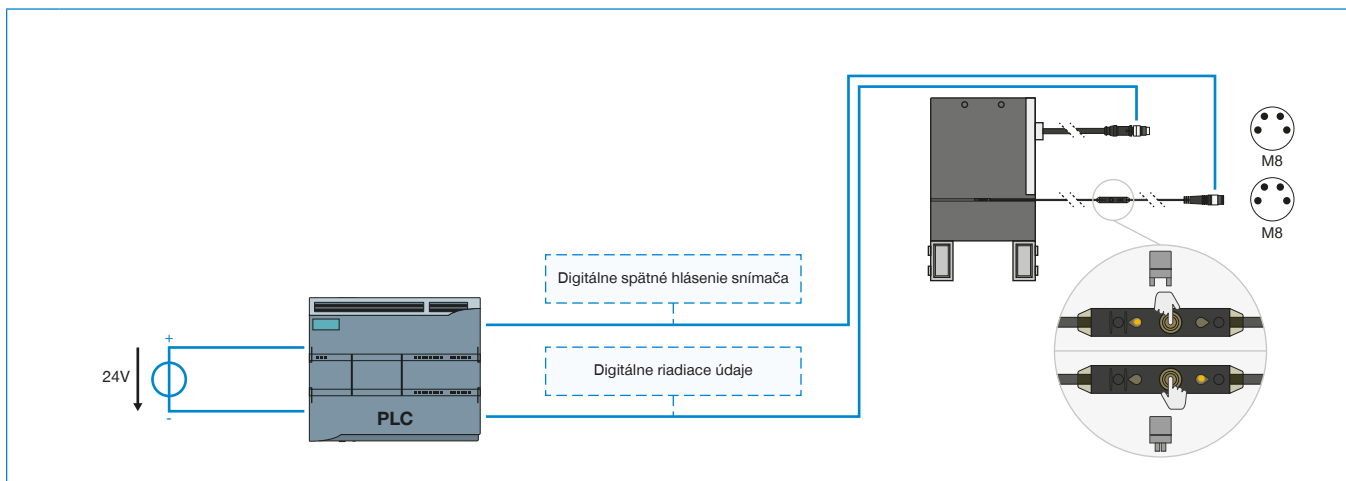 M8
M8
Digitálne spätné hlásenie snímača
+
24V
Digitálne riadiace údaje
-
PLC